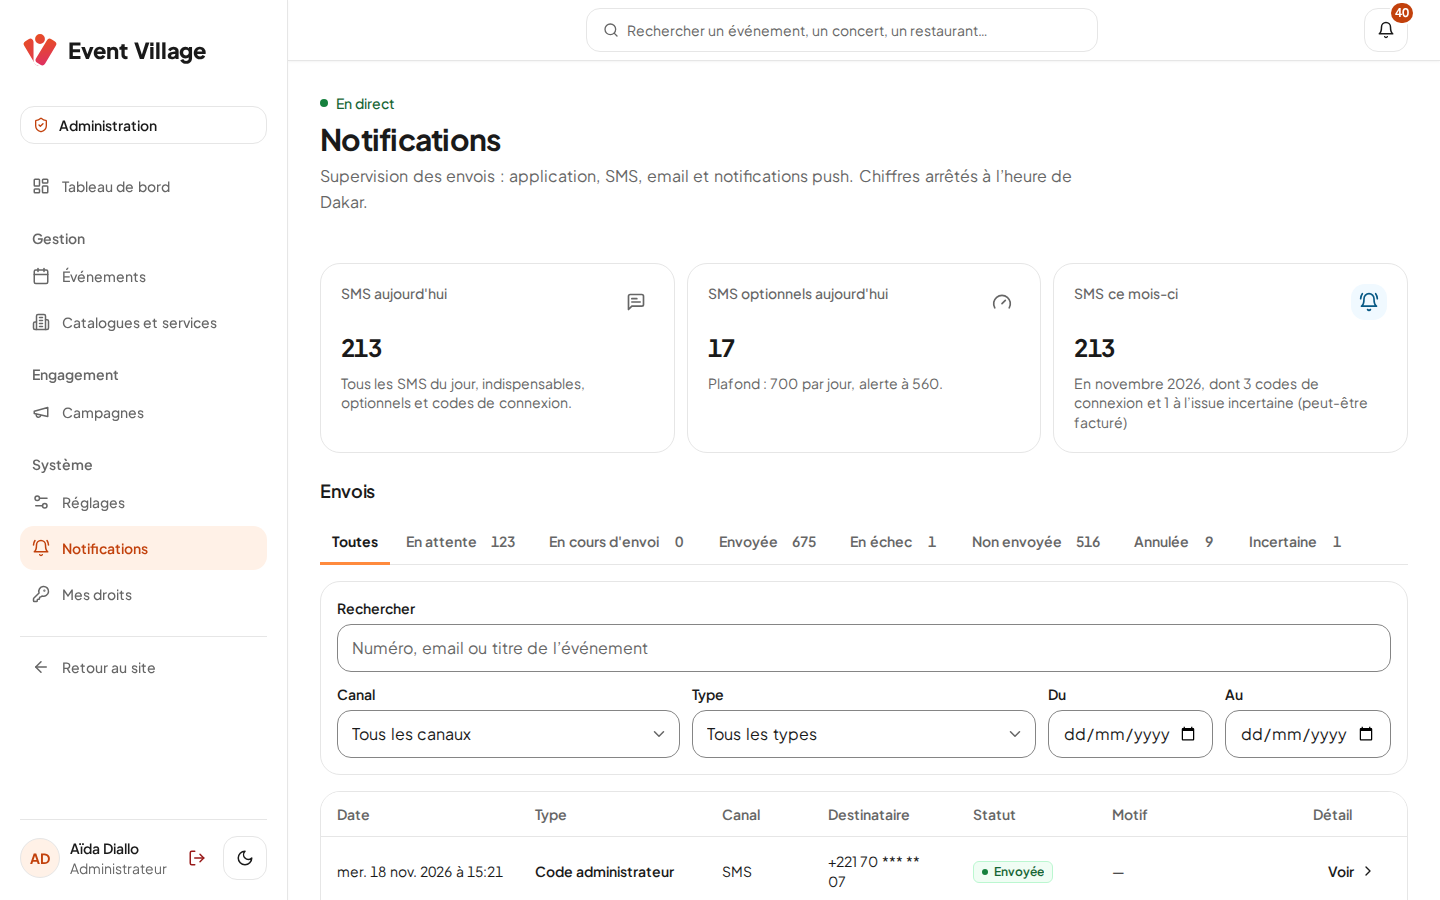 Event Village
Administration
Tableau de bord
Gestion
Événements
Catalogues et services
Engagement
Campagnes
Système
Réglages
Notifications
Mes droits
Retour au site
AD
Aïda Diallo
Administrateur
Rechercher un événement, un concert, un restaurant…
40
En direct
Notifications
Supervision des envois : application, SMS, email et notifications push. Chiffres arrêtés à l’heure de
Dakar.
SMS aujourd'hui
213
Tous les SMS du jour, indispensables,
optionnels et codes de connexion.
SMS optionnels aujourd'hui
17
Plafond : 700 par jour, alerte à 560.
SMS ce mois-ci
213
En novembre 2026, dont 3 codes de
connexion et 1 à l’issue incertaine (peut-être
facturé)
Envois
Toutes En attente 123 En cours d'envoi 0 Envoyée 675 En échec 1 Non envoyée 516 Annulée 9 Incertaine 1
Rechercher
Numéro, email ou titre de l’événement
Canal Type Du Au
Tous les canaux Tous les types dd/mm/yyyy dd/mm/yyyy
Date Type Canal Destinataire Statut Motif Détail
mer. 18 nov. 2026 à 15:21 Code administrateur SMS +221 70 *** ** 07 Envoyée — Voir